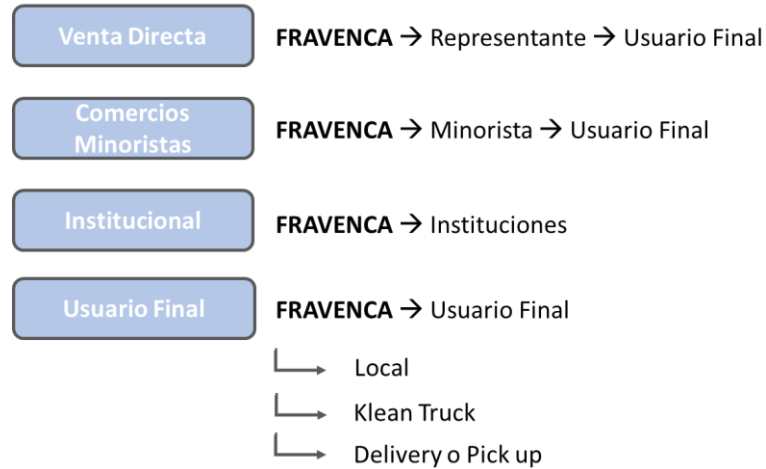 Venta Directa
FRAVENCA → Representante → Usuario Final
Comercios
Minoristas
FRAVENCA → Minorista → Usuario Final
Institucional
FRAVENCA → Instituciones
Usuario Final
FRAVENCA → Usuario Final
Local
Klean Truck
Delivery o Pick up